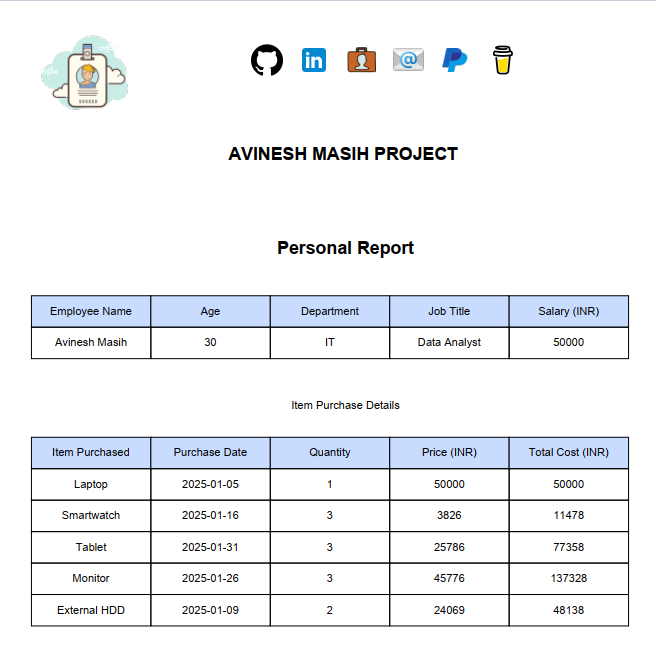 in
@
AVINESH MASIH PROJECT
Personal Report
Employee Name Age Department Job Title Salary (INR)
Avinesh Masih 30 IT Data Analyst 50000
Item Purchase Details
Item Purchased Purchase Date Quantity Price (INR) Total Cost (INR)
Laptop 2025-01-05 1 50000 50000
Smartwatch 2025-01-16 3 3826 11478
Tablet 2025-01-31 3 25786 77358
Monitor 2025-01-26 3 45776 137328
External HDD 2025-01-09 2 24069 48138